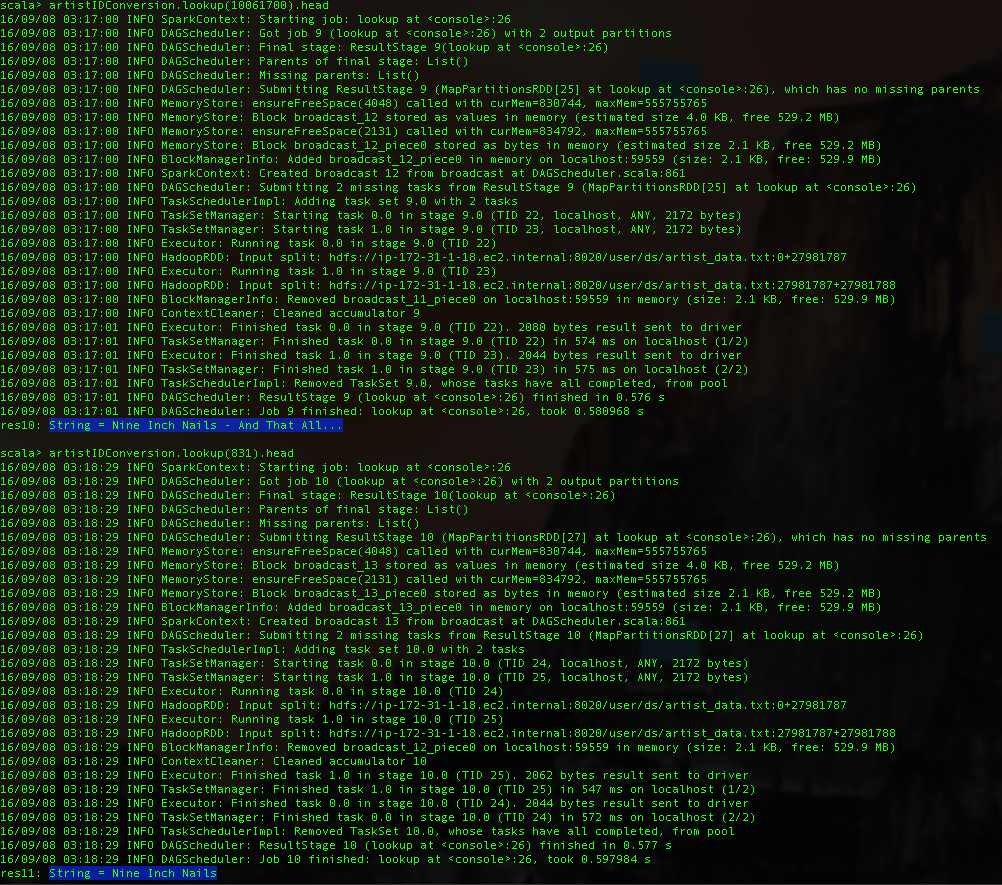 scala> artistIDConversion.lookup(10061700).head
16/09/08 03:17:00 INFO SparkContext: Starting job: lookup at <console>:26
16/09/08 03:17:00 INFO DAGScheduler: Got job 9 (lookup at <console>:26) with 2 output partitions
16/09/08 03:17:00 INFO DAGScheduler: Final stage: ResultStage 9(lookup at <console>:26)
16/09/08 03:17:00 INFO DAGScheduler: Parents of final stage: List()
16/09/08 03:17:00 INFO DAGScheduler: Missing parents: List()
16/09/08 03:17:00 INFO DAGScheduler: Submitting ResultStage 9 (MapPartitionsRDD[25] at lookup at <console>:26), which has no missing parents
16/09/08 03:17:00 INFO MemoryStore: ensureFreeSpace(4048) called with curMem=830744, maxMem=555755765
16/09/08 03:17:00 INFO MemoryStore: Block broadcast_12 stored as values in memory (estimated size 4.0 KB, free 529.2 MB)
16/09/08 03:17:00 INFO MemoryStore: ensureFreeSpace(2131) called with curMem=834792, maxMem=555755765
16/09/08 03:17:00 INFO MemoryStore: Block broadcast_12_piece0 stored as bytes in memory (estimated size 2.1 KB, free 529.2 MB)
16/09/08 03:17:00 INFO BlockManagerInfo: Added broadcast_12_piece0 in memory on localhost:59559 (size: 2.1 KB, free: 529.9 MB)
16/09/08 03:17:00 INFO SparkContext: Created broadcast 12 from broadcast at DAGScheduler.scala:861
16/09/08 03:17:00 INFO DAGScheduler: Submitting 2 missing tasks from ResultStage 9 (MapPartitionsRDD[25] at lookup at <console>:26)
16/09/08 03:17:00 INFO TaskSchedulerImpl: Adding task set 9.0 with 2 tasks
16/09/08 03:17:00 INFO TaskSetManager: Starting task 0.0 in stage 9.0 (TID 22, localhost, ANY, 2172 bytes)
16/09/08 03:17:00 INFO TaskSetManager: Starting task 1.0 in stage 9.0 (TID 23, localhost, ANY, 2172 bytes)
16/09/08 03:17:00 INFO Executor: Running task 0.0 in stage 9.0 (TID 22)
16/09/08 03:17:00 INFO HadoopRDD: Input split: hdfs://ip-172-31-1-18.ec2.internal:8020/user/ds/artist_data.txt:0+27981787
16/09/08 03:17:00 INFO Executor: Running task 1.0 in stage 9.0 (TID 23)
16/09/08 03:17:00 INFO HadoopRDD: Input split: hdfs://ip-172-31-1-18.ec2.internal:8020/user/ds/artist_data.txt:27981787+27981788
16/09/08 03:17:00 INFO BlockManagerInfo: Removed broadcast_11_piece0 on localhost:59559 in memory (size: 2.1 KB, free: 529.9 MB)
16/09/08 03:17:00 INFO ContextCleaner: Cleaned accumulator 9
16/09/08 03:17:01 INFO Executor: Finished task 0.0 in stage 9.0 (TID 22). 2080 bytes result sent to driver
16/09/08 03:17:01 INFO TaskSetManager: Finished task 0.0 in stage 9.0 (TID 22) in 574 ms on localhost (1/2)
16/09/08 03:17:01 INFO Executor: Finished task 1.0 in stage 9.0 (TID 23). 2044 bytes result sent to driver
16/09/08 03:17:01 INFO TaskSetManager: Finished task 1.0 in stage 9.0 (TID 23) in 575 ms on localhost (2/2)
16/09/08 03:17:01 INFO TaskSchedulerImpl: Removed TaskSet 9.0, whose tasks have all completed, from pool
16/09/08 03:17:01 INFO DAGScheduler: ResultStage 9 (lookup at <console>:26) finished in 0.576 s
16/09/08 03:17:01 INFO DAGScheduler: Job 9 finished: lookup at <console>:26, took 0.580968 s
res10: String = Nine Inch Nails - And That All...
scala> artistIDConversion.lookup(831).head
16/09/08 03:18:29 INFO SparkContext: Starting job: lookup at <console>:26
16/09/08 03:18:29 INFO DAGScheduler: Got job 10 (lookup at <console>:26) with 2 output partitions
16/09/08 03:18:29 INFO DAGScheduler: Final stage: ResultStage 10(lookup at <console>:26)
16/09/08 03:18:29 INFO DAGScheduler: Parents of final stage: List()
16/09/08 03:18:29 INFO DAGScheduler: Missing parents: List()
16/09/08 03:18:29 INFO DAGScheduler: Submitting ResultStage 10 (MapPartitionsRDD[27] at lookup at <console>:26), which has no missing parents
16/09/08 03:18:29 INFO MemoryStore: ensureFreeSpace(4048) called with curMem=830744, maxMem=555755765
16/09/08 03:18:29 INFO MemoryStore: Block broadcast_13 stored as values in memory (estimated size 4.0 KB, free 529.2 MB)
16/09/08 03:18:29 INFO MemoryStore: ensureFreeSpace(2131) called with curMem=834792, maxMem=555755765
16/09/08 03:18:29 INFO MemoryStore: Block broadcast_13_piece0 stored as bytes in memory (estimated size 2.1 KB, free 529.2 MB)
16/09/08 03:18:29 INFO BlockManagerInfo: Added broadcast_13_piece0 in memory on localhost:59559 (size: 2.1 KB, free: 529.9 MB)
16/09/08 03:18:29 INFO SparkContext: Created broadcast 13 from broadcast at DAGScheduler.scala:861
16/09/08 03:18:29 INFO DAGScheduler: Submitting 2 missing tasks from ResultStage 10 (MapPartitionsRDD[27] at lookup at <console>:26)
16/09/08 03:18:29 INFO TaskSchedulerImpl: Adding task set 10.0 with 2 tasks
16/09/08 03:18:29 INFO TaskSetManager: Starting task 0.0 in stage 10.0 (TID 24, localhost, ANY, 2172 bytes)
16/09/08 03:18:29 INFO TaskSetManager: Starting task 1.0 in stage 10.0 (TID 25, localhost, ANY, 2172 bytes)
16/09/08 03:18:29 INFO Executor: Running task 0.0 in stage 10.0 (TID 24)
16/09/08 03:18:29 INFO HadoopRDD: Input split: hdfs://ip-172-31-1-18.ec2.internal:8020/user/ds/artist_data.txt:0+27981787
16/09/08 03:18:29 INFO Executor: Running task 1.0 in stage 10.0 (TID 25)
16/09/08 03:18:29 INFO HadoopRDD: Input split: hdfs://ip-172-31-1-18.ec2.internal:8020/user/ds/artist_data.txt:27981787+27981788
16/09/08 03:18:29 INFO BlockManagerInfo: Removed broadcast_12_piece0 on localhost:59559 in memory (size: 2.1 KB, free: 529.9 MB)
16/09/08 03:18:29 INFO ContextCleaner: Cleaned accumulator 10
16/09/08 03:18:29 INFO Executor: Finished task 1.0 in stage 10.0 (TID 25). 2062 bytes result sent to driver
16/09/08 03:18:29 INFO TaskSetManager: Finished task 1.0 in stage 10.0 (TID 25) in 547 ms on localhost (1/2)
16/09/08 03:18:29 INFO Executor: Finished task 0.0 in stage 10.0 (TID 24). 2044 bytes result sent to driver
16/09/08 03:18:29 INFO TaskSetManager: Finished task 0.0 in stage 10.0 (TID 24) in 572 ms on localhost (2/2)
16/09/08 03:18:29 INFO TaskSchedulerImpl: Removed TaskSet 10.0, whose tasks have all completed, from pool
16/09/08 03:18:29 INFO DAGScheduler: ResultStage 10 (lookup at <console>:26) finished in 0.577 s
16/09/08 03:18:29 INFO DAGScheduler: Job 10 finished: lookup at <console>:26, took 0.597984 s
res11: String = Nine Inch Nails